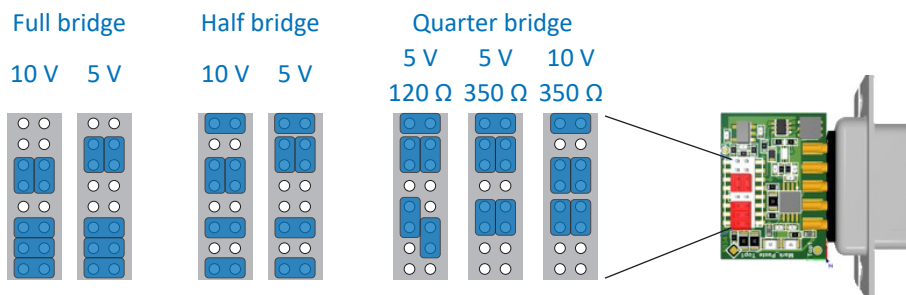 Full bridge
10 V 5 V
Half bridge
10 V 5 V
Quarter bridge
5 V 5 V 10 V
120 Ω 350 Ω 350 Ω